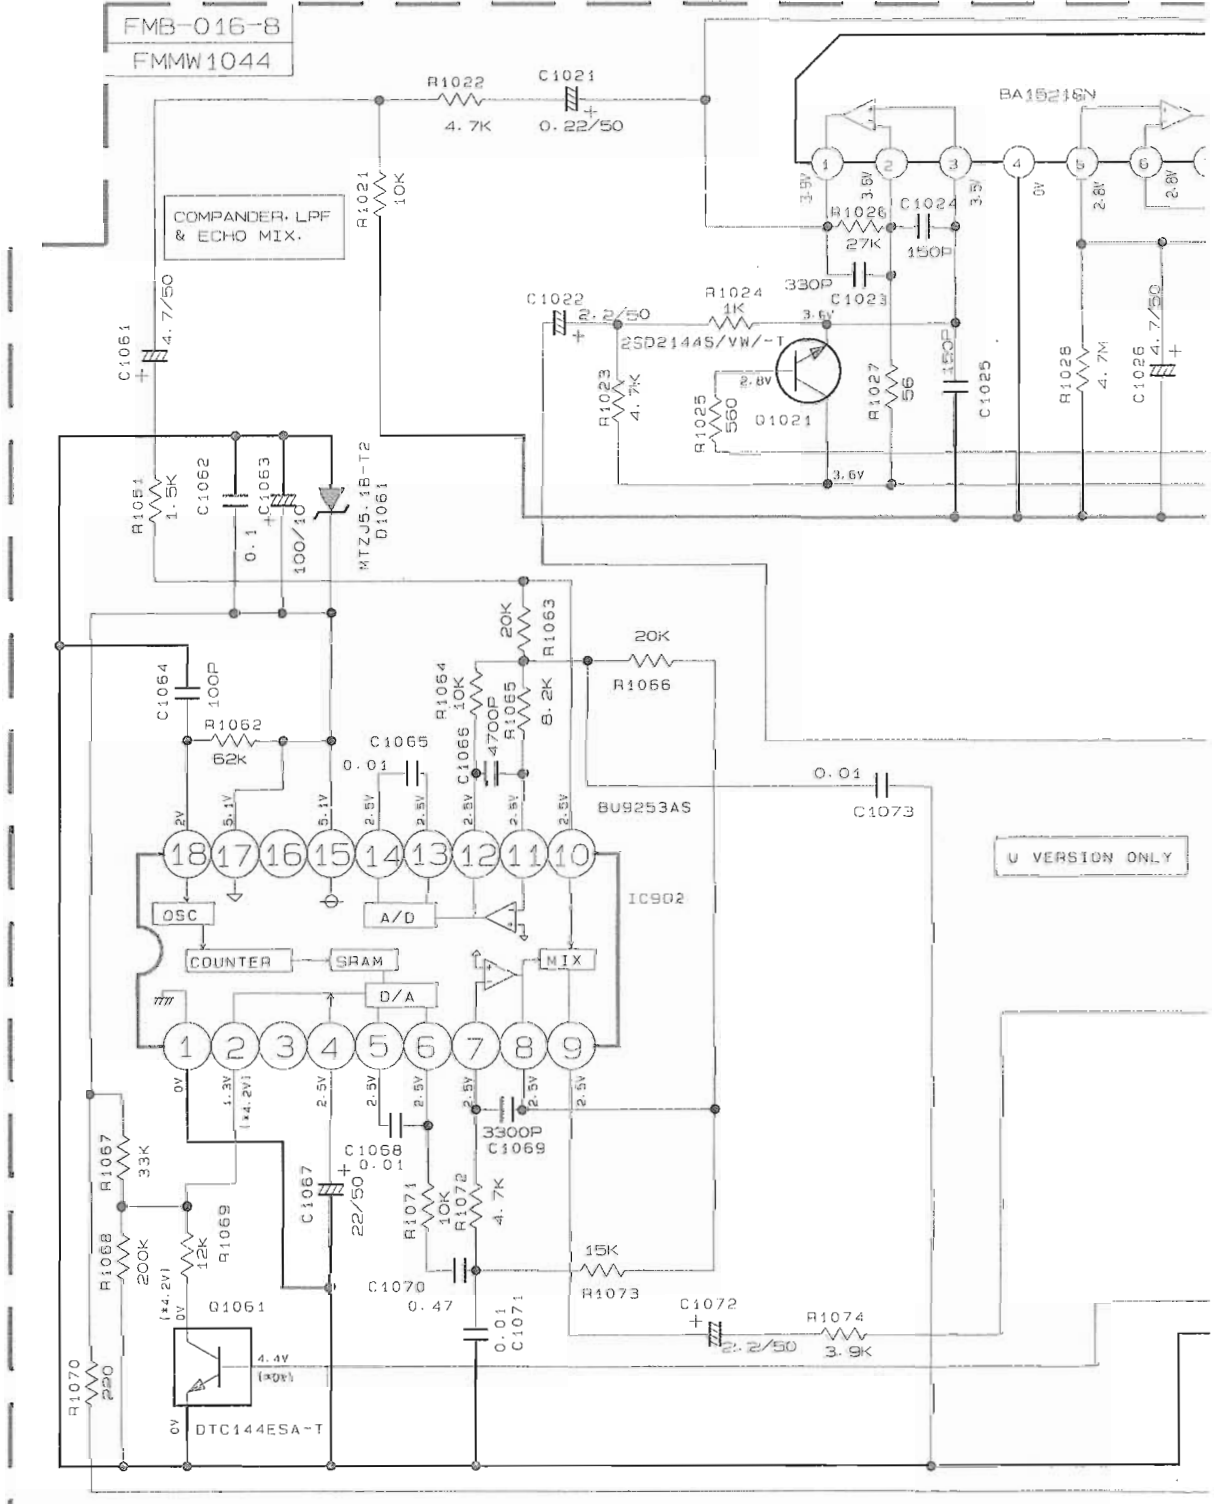 FMB-016-8
FMMW1044
R1022
4.7K
C1021
0.22/50
BA15218N
1
2
3
4
5
6
3.9V
3.6V
3.5V
0V
2.8V
2.8V
R1021
10K
COMPANDER. LPF
& ECHO MIX.
C1061
4.7/50
R1026
27K
C1024
150P
330P
C1023
C1022
2.2/50
R1024
1K
3.6V
2SD2144S/VW/-T
2.8V
Q1021
R1023
4.7K
R1025
560
3.6V
R1027
56
150P
C1025
R1028
4.7M
C1026
4.7/50
R1051
1.5K
C1062
0.1
C1063
100/10
MTZJ5.1B-T2
D1061
C1064
100P
R1062
62K
C1065
0.01
20K
R1063
R1064
10K
R1065
8.2K
C1066
4700P
20K
R1066
0.01
C1073
BU9253AS
IC902
U VERSION ONLY
2V
5.1V
5.1V
2.5V
2.5V
2.5V
2.5V
2.5V
18
17
16
15
14
13
12
11
10
OSC
A/D
COUNTER
SRAM
MIX
D/A
1
2
3
4
5
6
7
8
9
0V
1.3V
(*4.2V)
2.5V
2.5V
2.5V
2.5V
2.5V
2.5V
C1068
0.01
3300P
C1069
R1067
33K
R1068
200K
12K
R1069
(*4.2V)
0V
C1067
22/50
R1071
10K
R1072
4.7K
C1070
0.47
0.01
C1071
15K
R1073
C1072
2.2/50
R1074
3.9K
Q1061
4.4V
(*0V)
0V
DTC144ESA-T
R1070
220